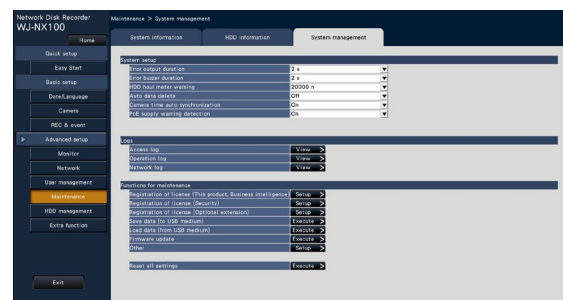 Network Disk Recorder
WJ-NX100
Home
Quick setup
Easy Start
Basic setup
Date/Language
Camera
REC & event
Advanced setup
Monitor
Network
User management
Maintenance
HDD management
Extra function
Exit
Maintenance > System management
System information
HDD information
System management
System setup
Error output duration 2 s
Error buzzer duration 2 s
HDD hour meter warning 20000 h
Auto data delete Off
Camera time auto synchronization On
PoE supply warning detection On
Logs
Access log View >
Operation log View >
Network log View >
Functions for maintenance
Registration of license (This product, Business intelligence) Setup >
Registration of license (Security) Setup >
Registration of license (Optional extension) Setup >
Save data (to USB medium) Execute >
Load data (from USB medium) Execute >
Firmware update Execute >
Other Setup >
Reset all settings Execute >